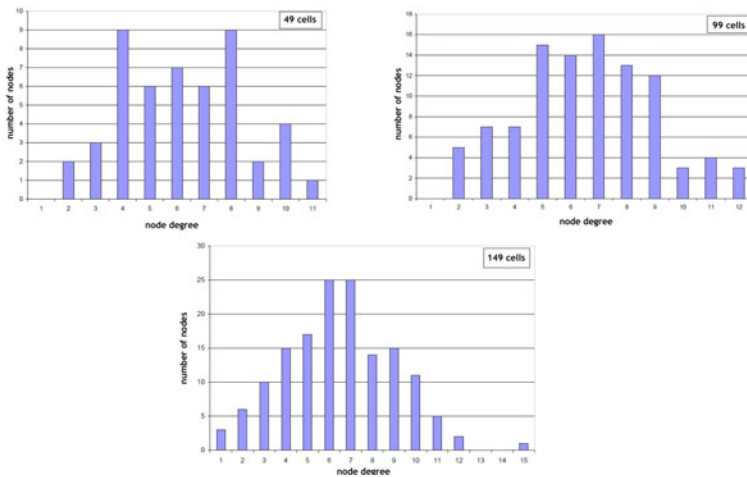 49 cells
number of nodes
10
9
8
7
6
5
4
3
2
1
0
1 2 3 4 5 6 7 8 9 10 11
node degree
99 cells
number of nodes
18
16
14
12
10
8
6
4
2
0
1 2 3 4 5 6 7 8 9 10 11 12
node degree
149 cells
number of nodes
30
25
20
15
10
5
0
1 2 3 4 5 6 7 8 9 10 11 12 13 14 15
node degree